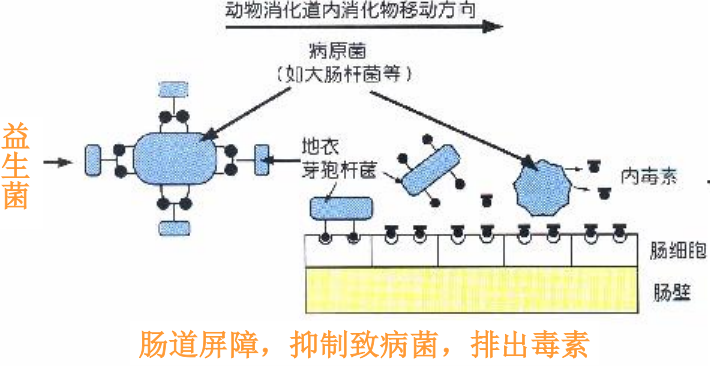 动物消化道内消化物移动方向
病原菌
（如大肠杆菌等）
益生菌
地衣
芽孢杆菌
内毒素
肠细胞
肠壁
肠道屏障，抑制致病菌，排出毒素